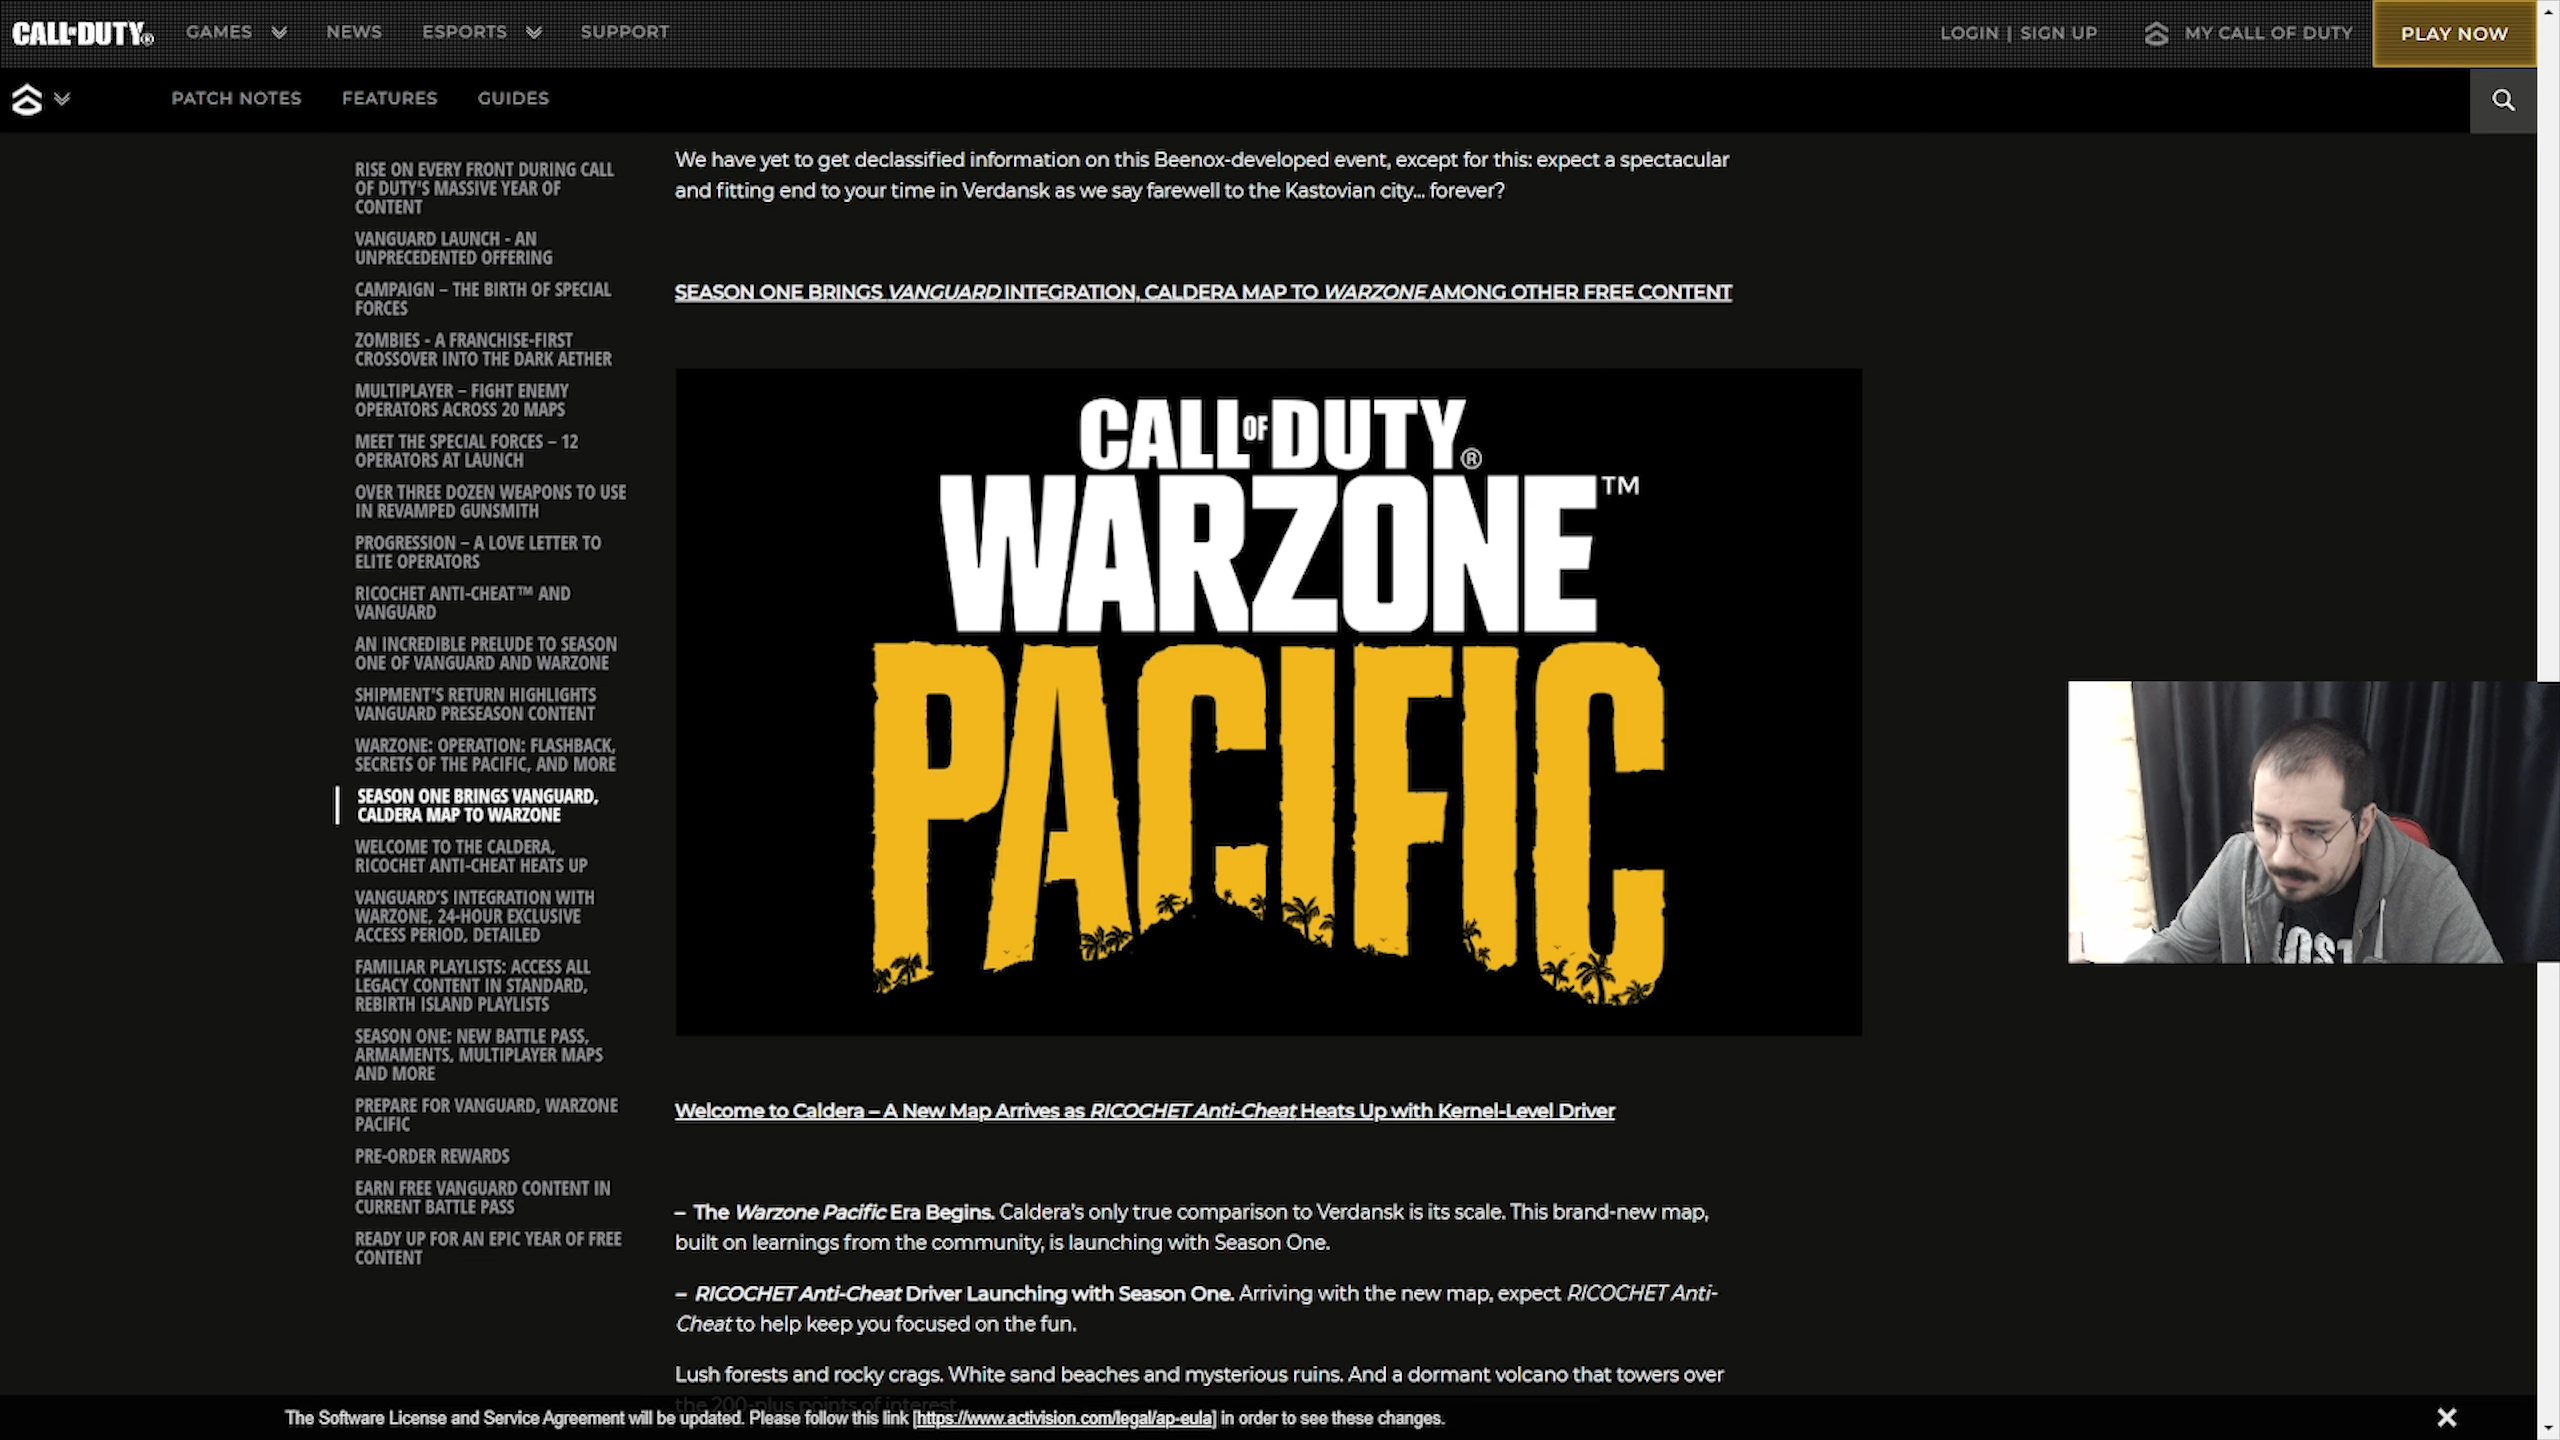 CALL OF DUTY®
GAMES
NEWS
ESPORTS
SUPPORT
LOGIN | SIGN UP
MY CALL OF DUTY
PLAY NOW
PATCH NOTES
FEATURES
GUIDES
RISE ON EVERY FRONT DURING CALL
OF DUTY'S MASSIVE YEAR OF
CONTENT
VANGUARD LAUNCH - AN
UNPRECEDENTED OFFERING
CAMPAIGN – THE BIRTH OF SPECIAL
FORCES
ZOMBIES - A FRANCHISE-FIRST
CROSSOVER INTO THE DARK AETHER
MULTIPLAYER – FIGHT ENEMY
OPERATORS ACROSS 20 MAPS
MEET THE SPECIAL FORCES – 12
OPERATORS AT LAUNCH
OVER THREE DOZEN WEAPONS TO USE
IN REVAMPED GUNSMITH
PROGRESSION – A LOVE LETTER TO
ELITE OPERATORS
RICOCHET ANTI-CHEAT™ AND
VANGUARD
AN INCREDIBLE PRELUDE TO SEASON
ONE OF VANGUARD AND WARZONE
SHIPMENT'S RETURN HIGHLIGHTS
VANGUARD PRESEASON CONTENT
WARZONE: OPERATION: FLASHBACK,
SECRETS OF THE PACIFIC, AND MORE
SEASON ONE BRINGS VANGUARD,
CALDERA MAP TO WARZONE
WELCOME TO THE CALDERA,
RICOCHET ANTI-CHEAT HEATS UP
VANGUARD'S INTEGRATION WITH
WARZONE, 24-HOUR EXCLUSIVE
ACCESS PERIOD, DETAILED
FAMILIAR PLAYLISTS: ACCESS ALL
LEGACY CONTENT IN STANDARD,
REBIRTH ISLAND PLAYLISTS
SEASON ONE: NEW BATTLE PASS,
ARMAMENTS, MULTIPLAYER MAPS
AND MORE
PREPARE FOR VANGUARD, WARZONE
PACIFIC
PRE-ORDER REWARDS
EARN FREE VANGUARD CONTENT IN
CURRENT BATTLE PASS
READY UP FOR AN EPIC YEAR OF FREE
CONTENT
We have yet to get declassified information on this Beenox-developed event, except for this: expect a spectacular
and fitting end to your time in Verdansk as we say farewell to the Kastovian city... forever?
SEASON ONE BRINGS VANGUARD INTEGRATION, CALDERA MAP TO WARZONE AMONG OTHER FREE CONTENT
CALL OF DUTY®
WARZONE™
PACIFIC
Welcome to Caldera – A New Map Arrives as RICOCHET Anti-Cheat Heats Up with Kernel-Level Driver
– The Warzone Pacific Era Begins. Caldera's only true comparison to Verdansk is its scale. This brand-new map,
built on learnings from the community, is launching with Season One.
– RICOCHET Anti-Cheat Driver Launching with Season One. Arriving with the new map, expect RICOCHET Anti-
Cheat to help keep you focused on the fun.
Lush forests and rocky crags. White sand beaches and mysterious ruins. And a dormant volcano that towers over
the 200-plus points of interest
The Software License and Service Agreement will be updated. Please follow this link [https://www.activision.com/legal/ap-eula] in order to see these changes.
LOST